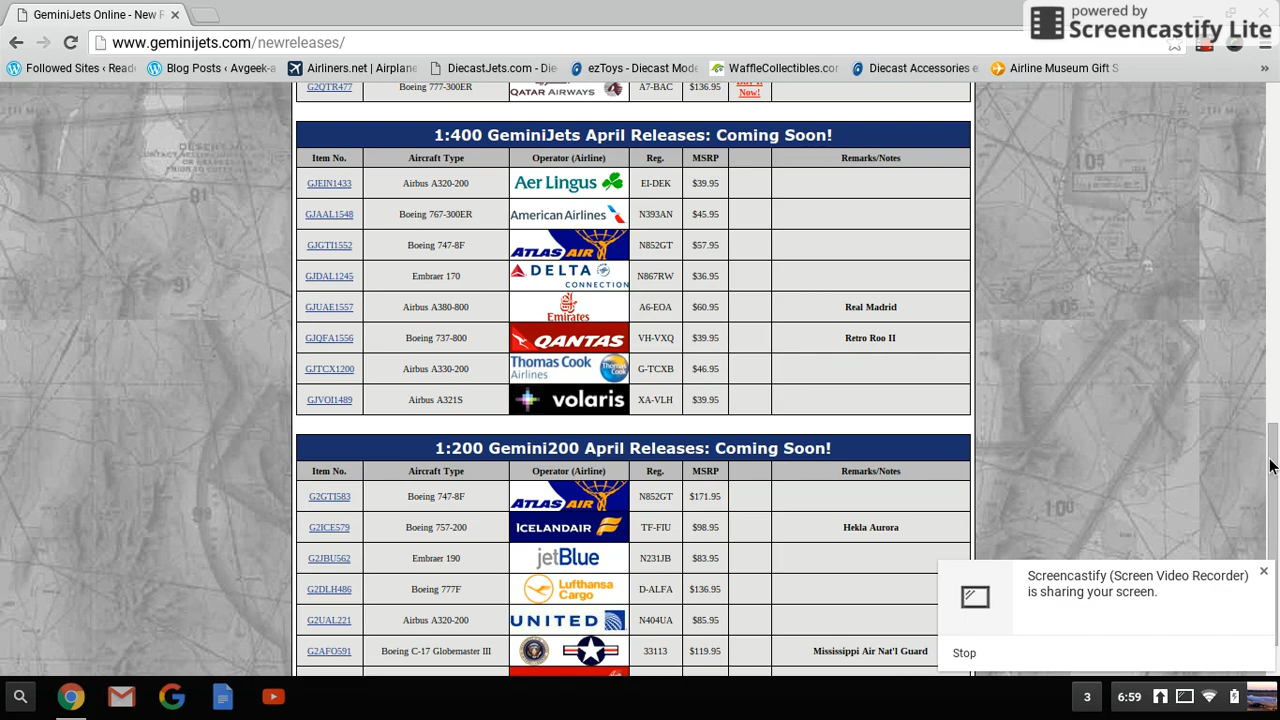 GeminiJets Online - New R
powered by
Screencastify Lite
www.geminijets.com/newreleases/
Followed Sites ‹ Read
Blog Posts ‹ Avgeek-a
Airliners.net | Airplane
DiecastJets.com - Die
ezToys - Diecast Mode
WaffleCollectibles.com
Diecast Accessories e
Airline Museum Gift S
»
G2QTR477 Boeing 777-300ER QATAR AIRWAYS A7-BAC $136.95 Buy it Now!
1:400 GeminiJets April Releases: Coming Soon!
Item No. Aircraft Type Operator (Airline) Reg. MSRP Remarks/Notes
GJEIN1433 Airbus A320-200 Aer Lingus EI-DEK $39.95
GJAAL1548 Boeing 767-300ER American Airlines N393AN $45.95
GJGTI1552 Boeing 747-8F ATLAS AIR N852GT $57.95
GJDAL1245 Embraer 170 DELTA CONNECTION N867RW $36.95
GJUAE1557 Airbus A380-800 Emirates A6-EOA $60.95 Real Madrid
GJQFA1556 Boeing 737-800 QANTAS VH-VXQ $39.95 Retro Roo II
GJTCX1200 Airbus A330-200 Thomas Cook Airlines Thomas Cook G-TCXB $46.95
GJVOI1489 Airbus A321S volaris XA-VLH $39.95
1:200 Gemini200 April Releases: Coming Soon!
Item No. Aircraft Type Operator (Airline) Reg. MSRP Remarks/Notes
G2GTI583 Boeing 747-8F ATLAS AIR N852GT $171.95
G2ICE579 Boeing 757-200 ICELANDAIR TF-FIU $98.95 Hekla Aurora
G2JBU562 Embraer 190 jetBlue N231JB $83.95
G2DLH486 Boeing 777F Lufthansa Cargo D-ALFA $136.95
G2UAL221 Airbus A320-200 UNITED N404UA $85.95
G2AFO591 Boeing C-17 Globemaster III 33113 $119.95 Mississippi Air Nat'l Guard
Screencastify (Screen Video Recorder)
is sharing your screen.
Stop
3
6:59